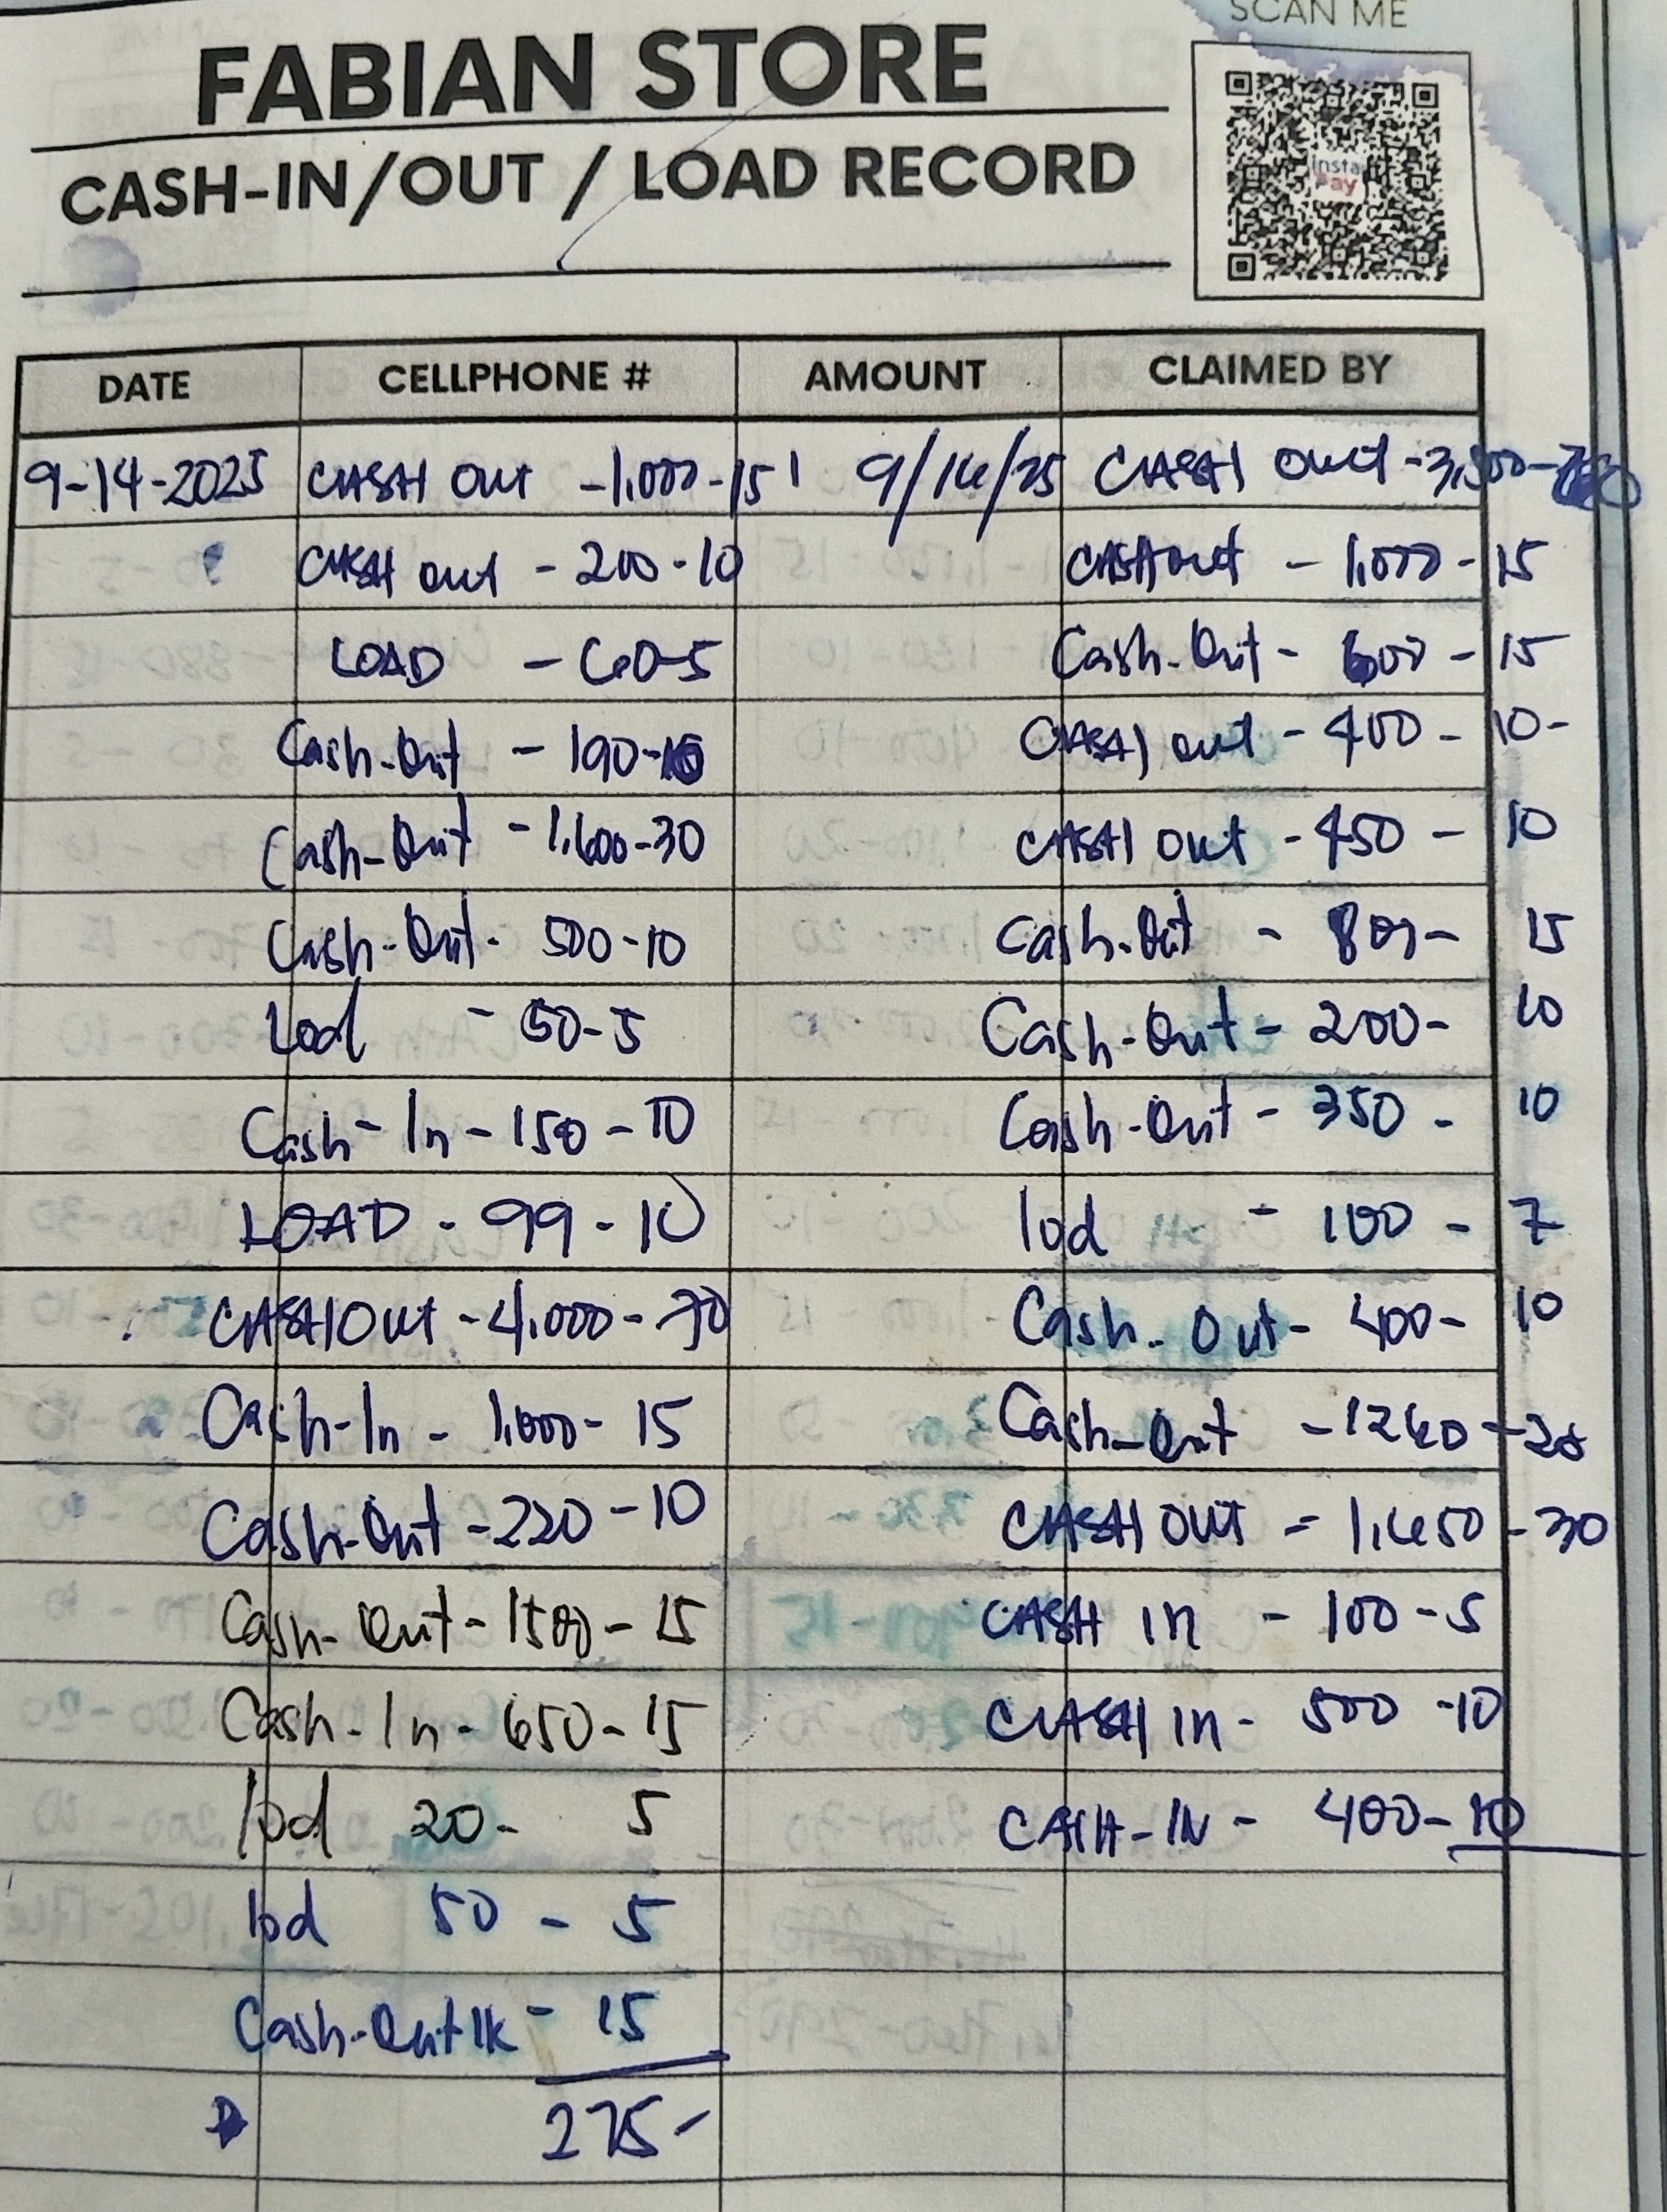 SCAN ME
FABIAN STORE
CASH-IN/OUT / LOAD RECORD
Insta Pay
DATE CELLPHONE # AMOUNT CLAIMED BY
9-14-2025 CASH OUT -1,000-15
CASH out - 200-10
LOAD - 60-5
Cash-Out - 190-10
Cash-Out - 1,600-30
Cash-Out - 500-10
Lod - 50-5
Cash-In - 150-10
LOAD - 99-10
CASH Out - 4,000-70
Cash-In - 1,000-15
Cash-Out - 220-10
Cash-Out - 1500-15
Cash-In - 650-15
lod 20- 5
lod 50 - 5
Cash-Out 1k - 15
275-
9/14/25 CASH OUT -3,500-
CASH out - 1,000-15
Cash-Out - 600-15
CASH out - 400-10-
CASH OUT - 450-10
Cash-Out - 800-15
Cash-Out - 200-10
Cash-Out - 350-10
lod - 100-7
Cash-Out - 400-10
Cash-Out - 1260-20
CASH OUT - 1,650-30
CASH IN - 100-5
CASH IN - 500-10
CASH-IN - 400-10